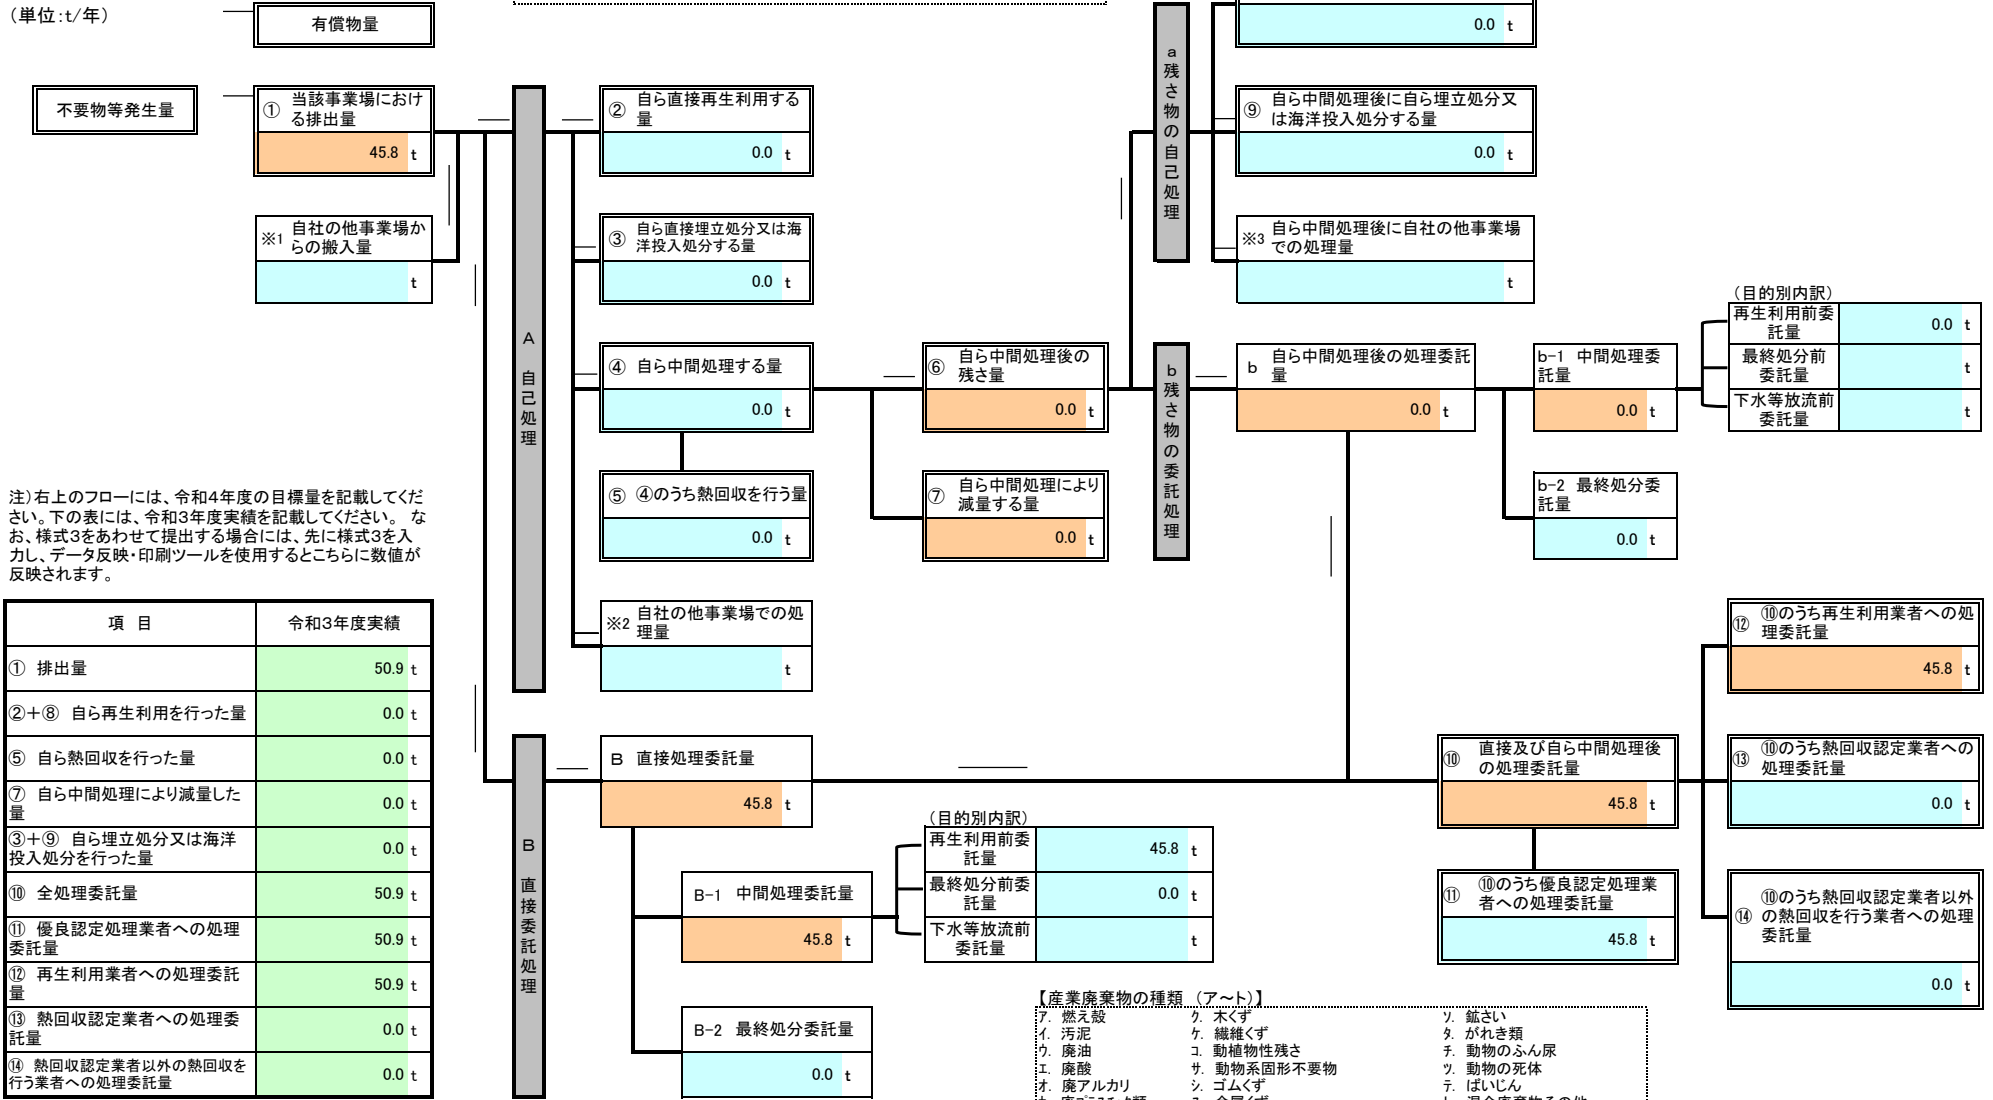 （単位:t/年）
有償物量
0.0 t
不要物等発生量
① 当該事業場におけ
る排出量
45.8 t
※1 自社の他事業場か
らの搬入量
t
A 自己処理
② 自ら直接再生利用する
量
0.0 t
③ 自ら直接埋立処分又は海
洋投入処分する量
0.0 t
④ 自ら中間処理する量
0.0 t
⑤ ④のうち熱回収を行う量
0.0 t
※2 自社の他事業場での処
理量
t
⑥ 自ら中間処理後の
残さ量
0.0 t
⑦ 自ら中間処理により
減量する量
0.0 t
a残さ物の自己処理
⑨ 自ら中間処理後に自ら埋立処分又
は海洋投入処分する量
0.0 t
※3 自ら中間処理後に自社の他事業場
での処理量
t
b残さ物の委託処理
b 自ら中間処理後の処理委託
量
0.0 t
b-1 中間処理委
託量
0.0 t
b-2 最終処分委
託量
0.0 t
（目的別内訳）
再生利用前委
託量
0.0 t
最終処分前
委託量
t
下水等放流前
委託量
t
注）右上のフローには、令和4年度の目標量を記載してくだ
さい。下の表には、令和3年度実績を記載してください。 な
お、様式3をあわせて提出する場合には、先に様式3を入
力し、データ反映・印刷ツールを使用するとこちらに数値が
反映されます。
項 目 令和3年度実績
① 排出量 50.9 t
②＋⑧ 自ら再生利用を行った量 0.0 t
⑤ 自ら熱回収を行った量 0.0 t
⑦ 自ら中間処理により減量した
量 0.0 t
③＋⑨ 自ら埋立処分又は海洋
投入処分を行った量 0.0 t
⑩ 全処理委託量 50.9 t
⑪ 優良認定処理業者への処理
委託量 50.9 t
⑫ 再生利用業者への処理委託
量 50.9 t
⑬ 熱回収認定業者への処理委
託量 0.0 t
⑭ 熱回収認定業者以外の熱回収を
行う業者への処理委託量 0.0 t
B 直接委託処理
B 直接処理委託量
45.8 t
B-1 中間処理委託量
45.8 t
B-2 最終処分委託量
0.0 t
（目的別内訳）
再生利用前委
託量
45.8 t
最終処分前委
託量
0.0 t
下水等放流前
委託量
t
⑩ 直接及び自ら中間処理後
の処理委託量
45.8 t
⑪ ⑩のうち優良認定処理業
者への処理委託量
45.8 t
⑫ ⑩のうち再生利用業者への処
理委託量
45.8 t
⑬ ⑩のうち熱回収認定業者への
処理委託量
0.0 t
⑭ ⑩のうち熱回収認定業者以外
の熱回収を行う業者への処理
委託量
0.0 t
【産業廃棄物の種類 （ア～ト）】
ｱ. 燃え殻 ｸ. 木くず ｿ. 鉱さい
ｲ. 汚泥 ｹ. 繊維くず ﾀ. がれき類
ｳ. 廃油 ｺ. 動植物性残さ ﾁ. 動物のふん尿
ｴ. 廃酸 ｻ. 動物系固形不要物 ﾂ. 動物の死体
ｵ. 廃アルカリ ｼ. ゴムくず ﾃ. ばいじん